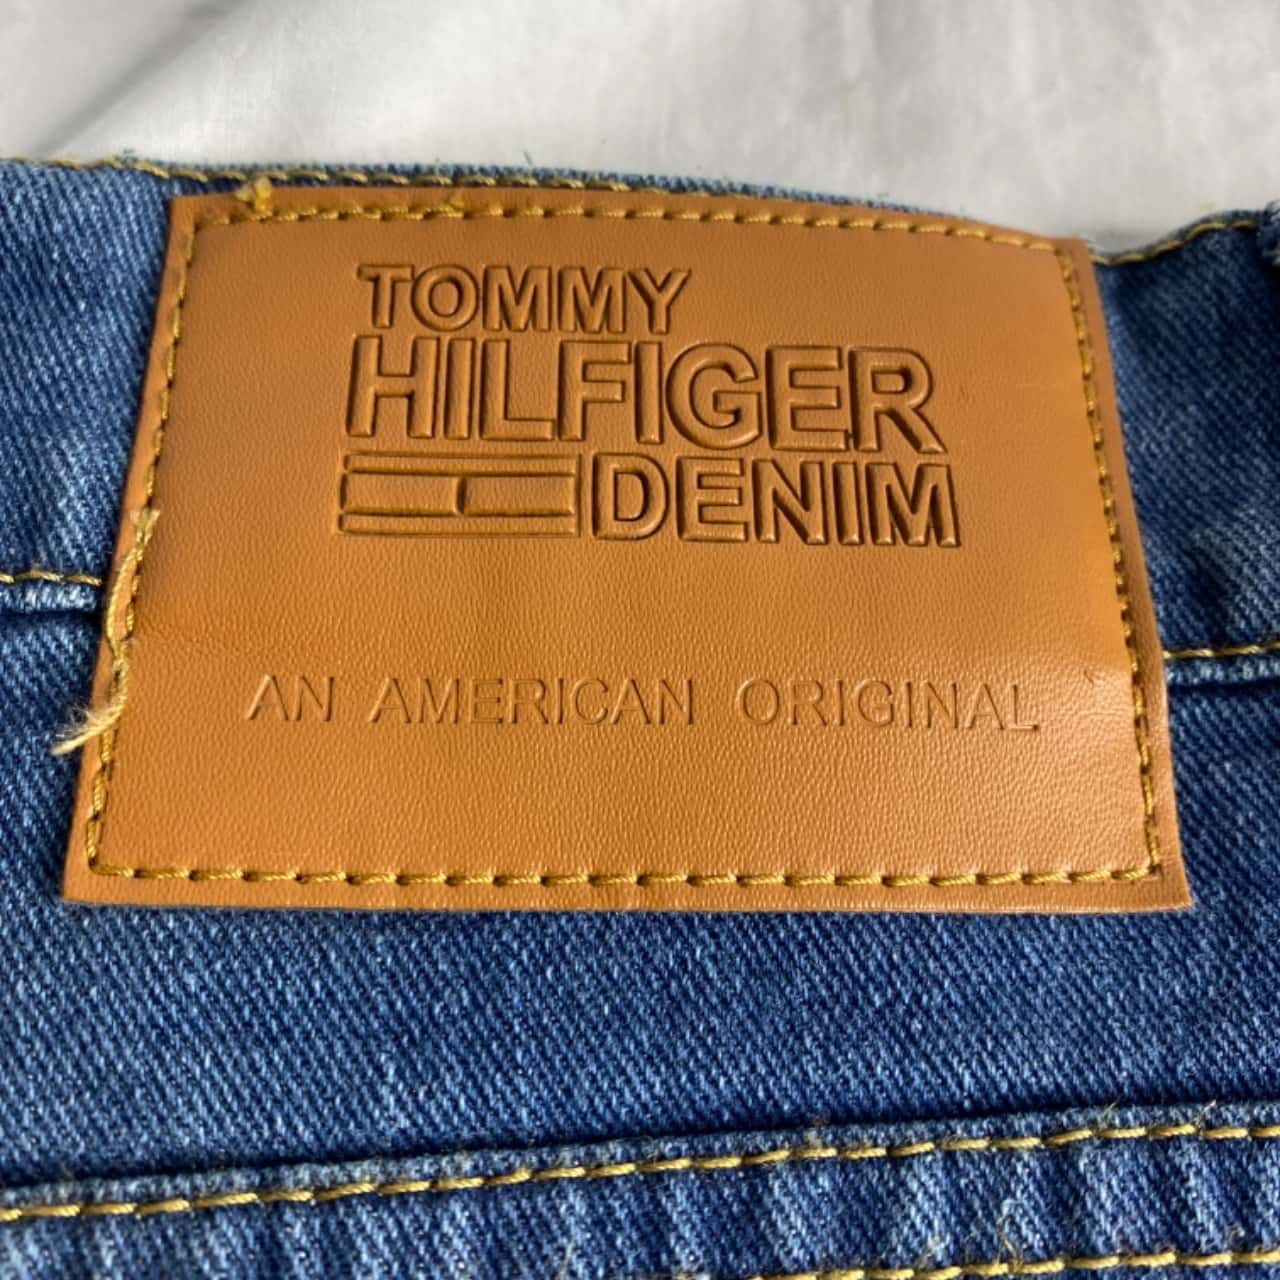 TOMMY
HILFIGER
DENIM
AN AMERICAN ORIGINAL